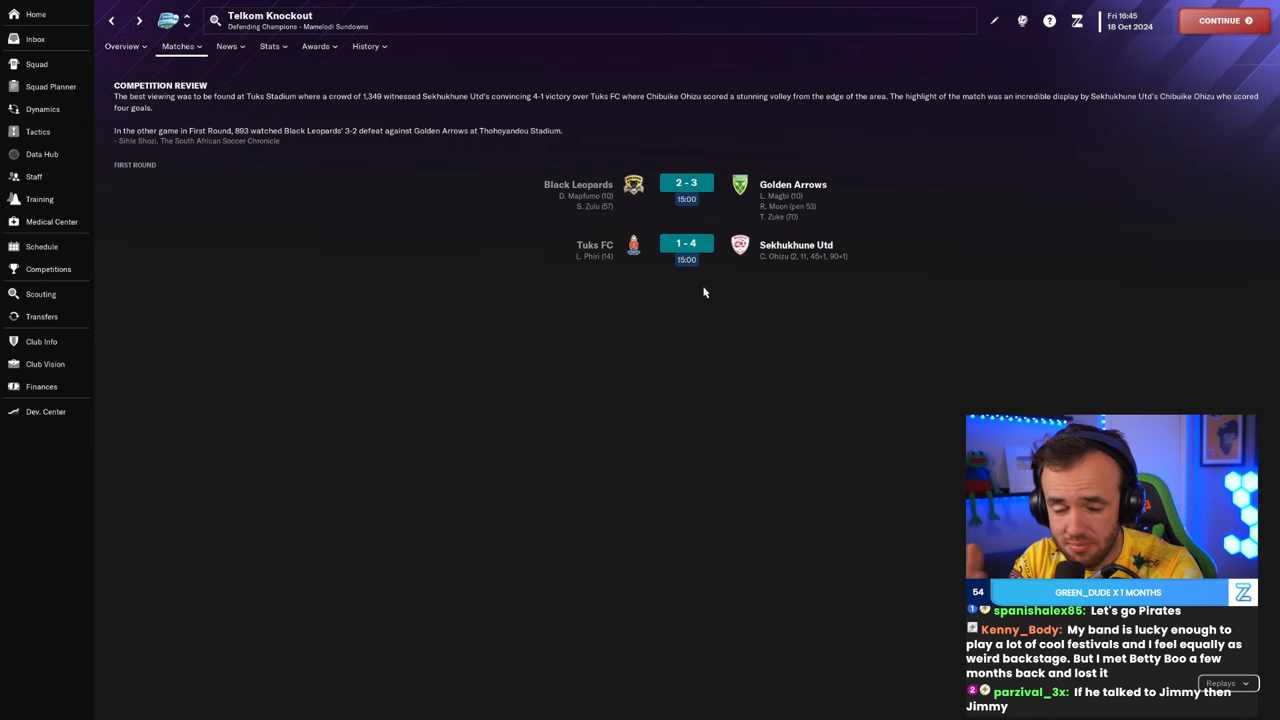 Home
Inbox
Squad
Squad Planner
Dynamics
Tactics
Data Hub
Staff
Training
Medical Center
Schedule
Competitions
Scouting
Transfers
Club Info
Club Vision
Finances
Dev. Center
Telkom Knockout
Defending Champions - Mamelodi Sundowns
Fri 16:45
18 Oct 2024
CONTINUE
Overview
Matches
News
Stats
Awards
History
COMPETITION REVIEW
The best viewing was to be found at Tuks Stadium where a crowd of 1,349 witnessed Sekhukhune Utd's convincing 4-1 victory over Tuks FC where Chibuike Ohizu scored a stunning volley from the edge of the area. The highlight of the match was an incredible display by Sekhukhune Utd's Chibuike Ohizu who scored
four goals.
In the other game in First Round, 893 watched Black Leopards' 3-2 defeat against Golden Arrows at Thohoyandou Stadium.
- Sihle Shozi, The South African Soccer Chronicle
FIRST ROUND
Black Leopards 2 - 3 Golden Arrows
D. Mapfumo (10) 15:00 L. Magbi (10)
S. Zulu (57) R. Moon (pen 53)
T. Zuke (70)
Tuks FC 1 - 4 Sekhukhune Utd
L. Phiri (14) 15:00 C. Ohizu (2, 11, 45+1, 90+1)
54 GREEN_DUDE X 1 MONTHS Z
spanishalex85: Let's go Pirates
Kenny_Body: My band is lucky enough to
play a lot of cool festivals and I feel equally as
weird backstage. But I met Betty Boo a few
months back and lost it
Replays
2 parzival_3x: If he talked to Jimmy then
Jimmy